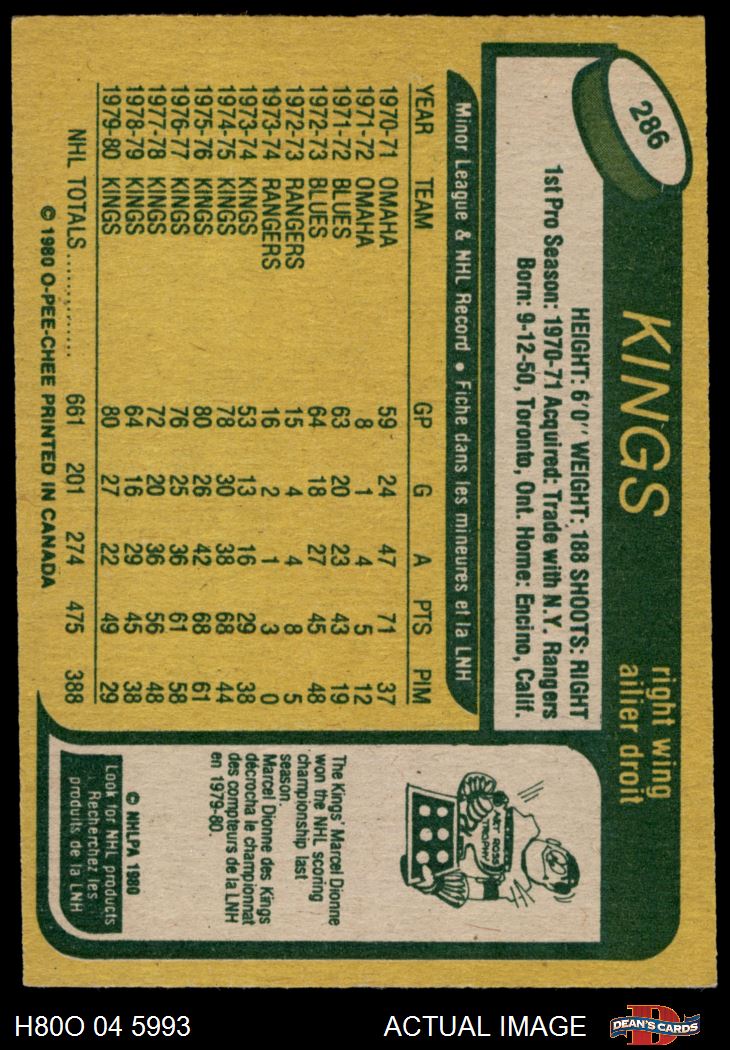 286
KINGS
right wing
ailier droit
HEIGHT: 6'0" WEIGHT: 188 SHOOTS: RIGHT
1st Pro Season: 1970-71 Acquired: Trade with N.Y. Rangers
Born: 9-12-50, Toronto, Ont. Home: Encino, Calif.
Minor League & NHL Record • Fiche dans les mineures et la LNH
YEAR TEAM GP G A PTS PIM
1970-71 OMAHA 59 24 47 71 37
1971-72 OMAHA 8 1 4 5 12
1971-72 BLUES 63 20 23 43 19
1972-73 BLUES 64 18 27 45 48
1972-73 RANGERS 15 4 4 8 5
1973-74 RANGERS 16 2 1 3 0
1973-74 KINGS 53 13 16 29 38
1974-75 KINGS 78 30 38 68 44
1975-76 KINGS 80 26 42 68 61
1976-77 KINGS 76 25 36 61 58
1977-78 KINGS 72 20 36 56 48
1978-79 KINGS 64 16 29 45 38
1979-80 KINGS 80 27 22 49 29
NHL TOTALS.............. 661 201 274 475 388
© 1980 O-PEE-CHEE PRINTED IN CANADA
ART ROSS
TROPHY
The Kings' Marcel Dionne
won the NHL scoring
championship last
season.
Marcel Dionne des Kings
décrocha le championnat
des compteurs de la LNH
en 1979-80.
© NHLPA 1980
Look for NHL products
Recherchez les
produits de la LNH
H80O 04 5993
ACTUAL IMAGE
D
DEAN'S CARDS